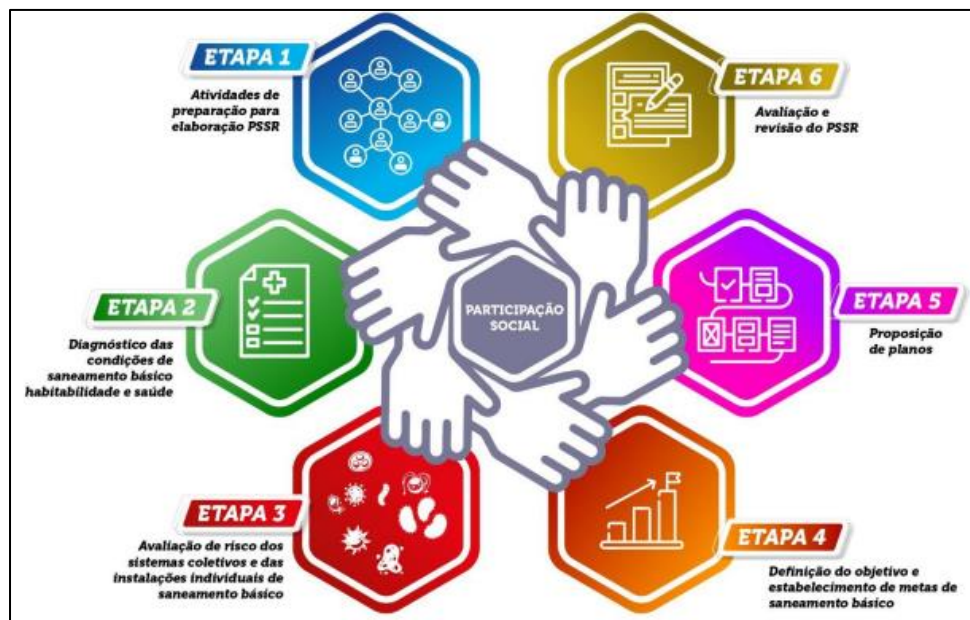 ETAPA 1
Atividades de
preparação para
elaboração PSSR
ETAPA 2
Diagnóstico das
condições de
saneamento básico
habitabilidade e saúde
ETAPA 3
Avaliação de risco dos
sistemas coletivos e das
instalações individuais de
saneamento básico
ETAPA 4
Definição do objetivo e
estabelecimento de metas de
saneamento básico
ETAPA 5
Proposição
de planos
ETAPA 6
Avaliação e
revisão do PSSR
PARTICIPAÇÃO
SOCIAL